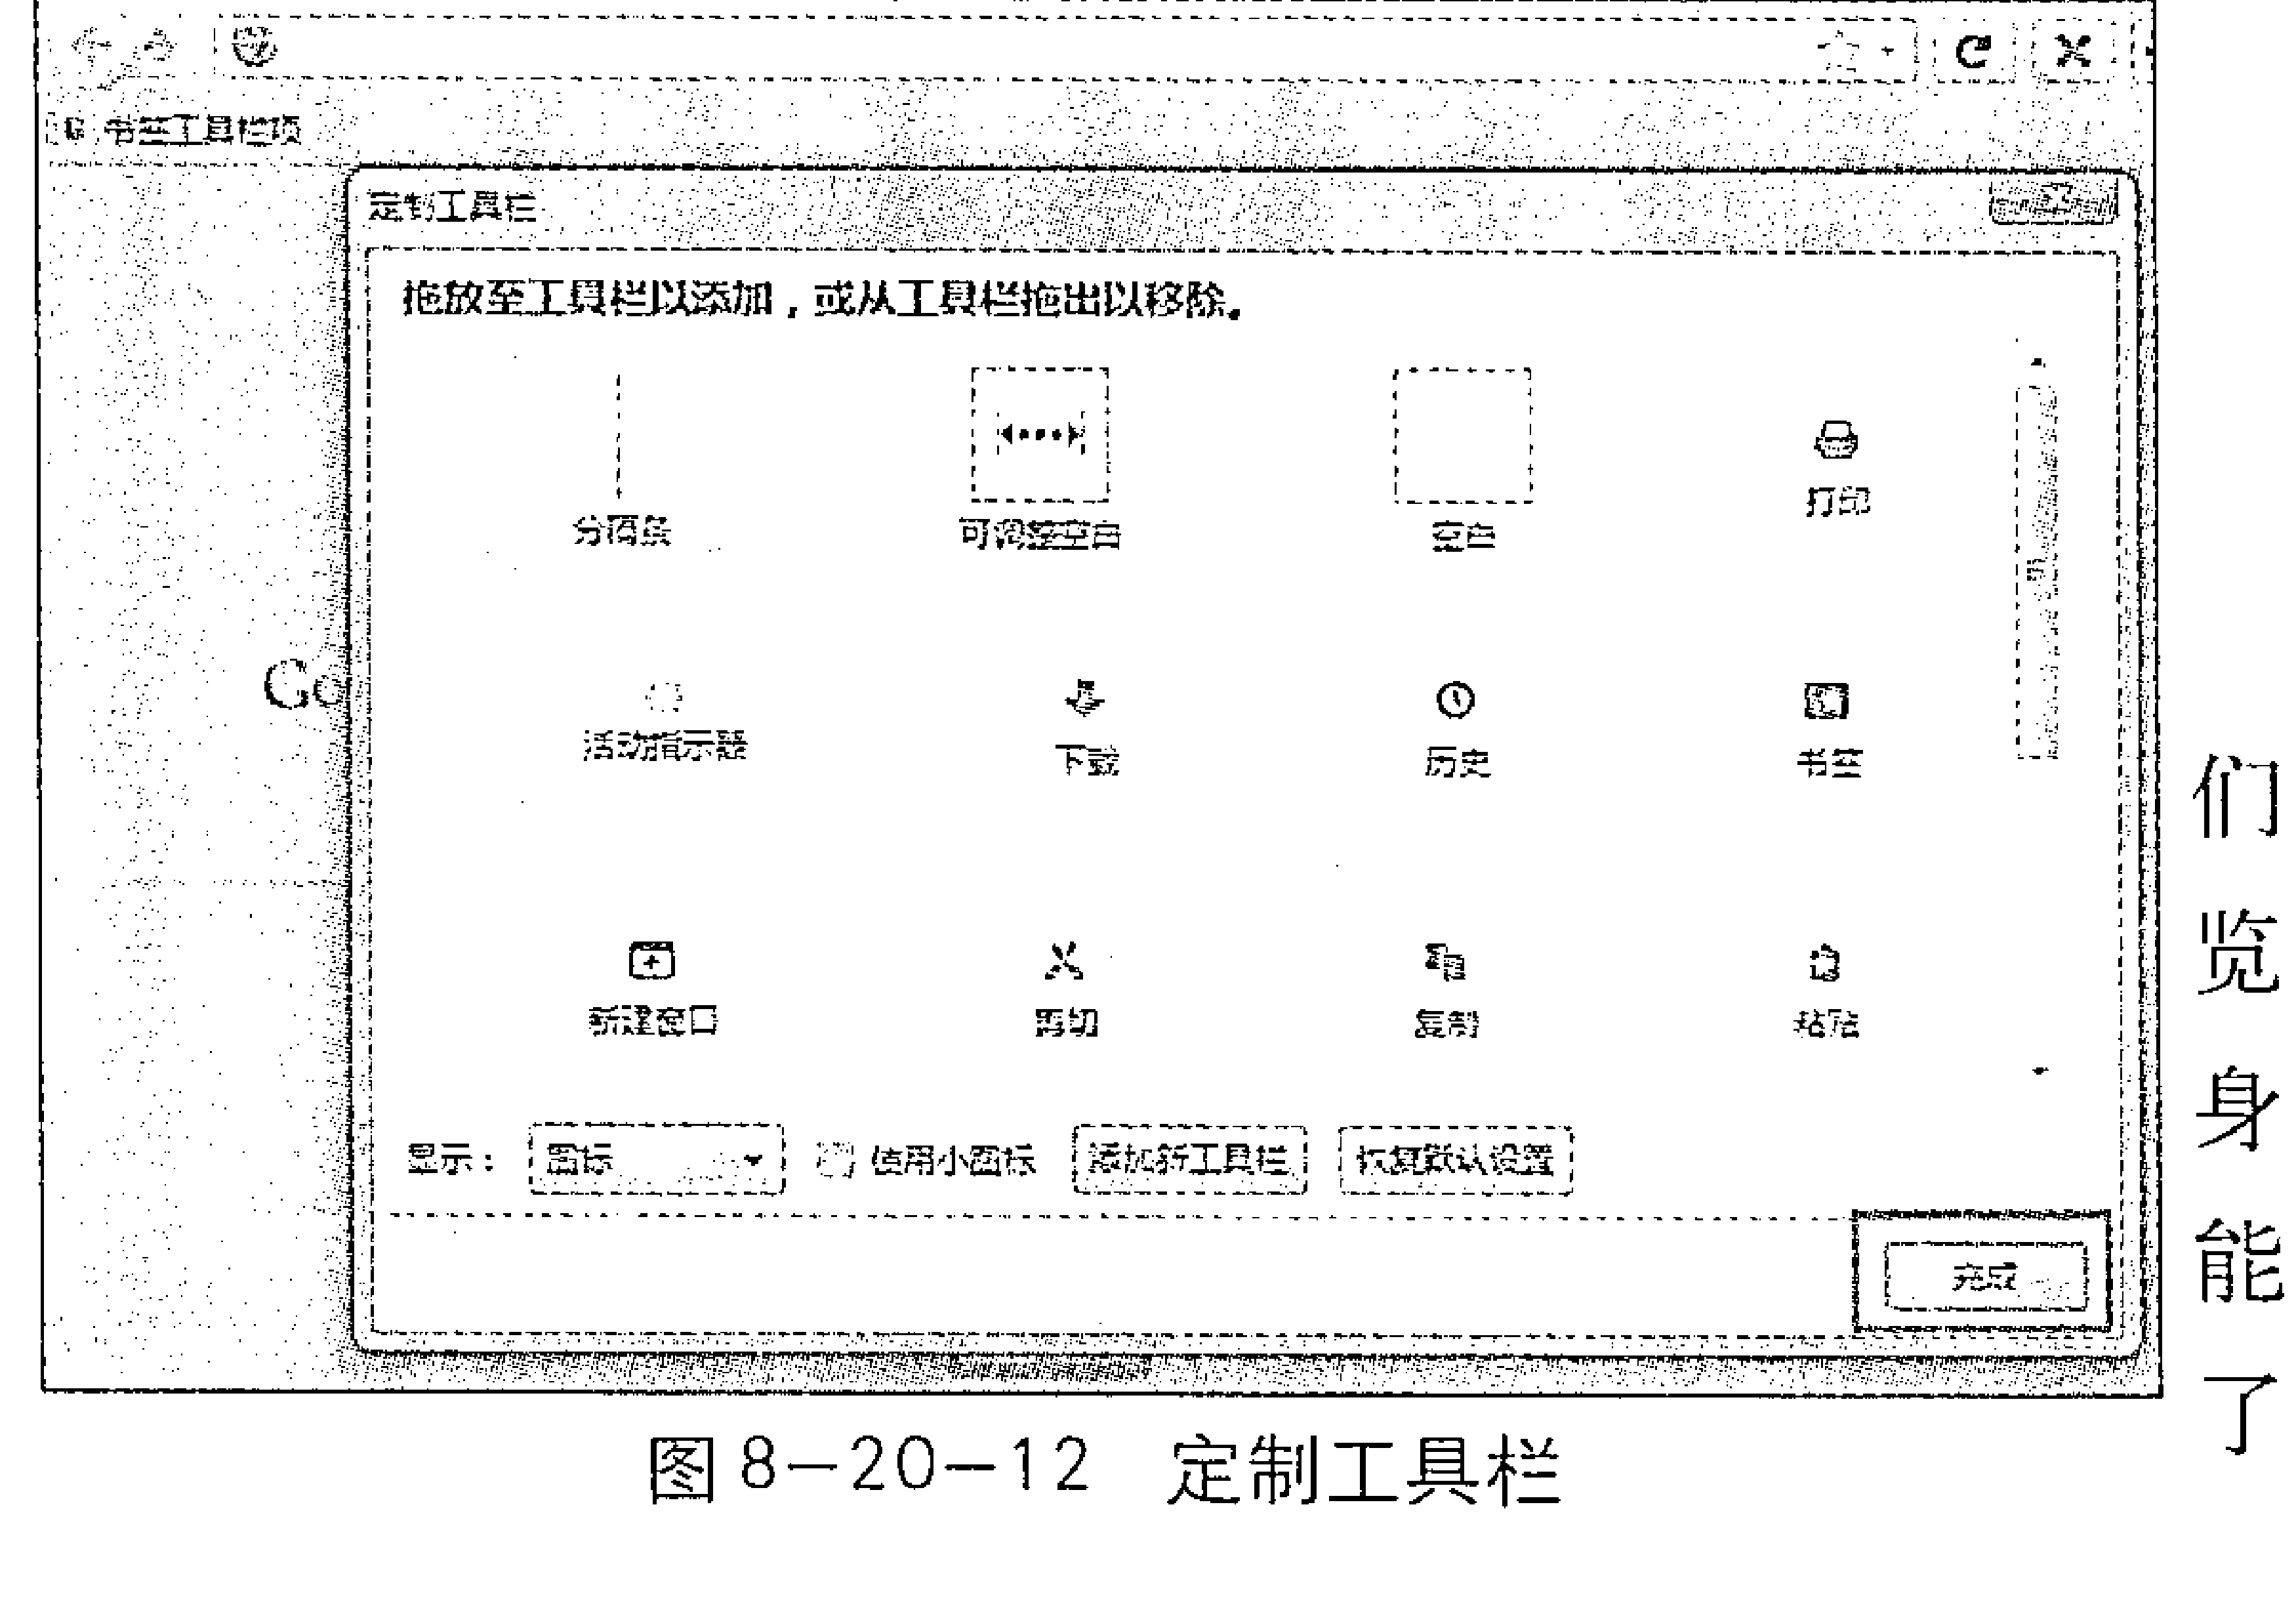 书签工具栏项
定制工具栏
拖放至工具栏以添加，或从工具栏拖出以移除。
分隔条
可调整空白
空白
打印
Go
活动指示器
下载
历史
书签
新建窗口
剪切
复制
粘贴
显示：
图标
使用小图标
添加新工具栏
恢复默认设置
完成
图8-20-12 定制工具栏
们
览
身
能
了